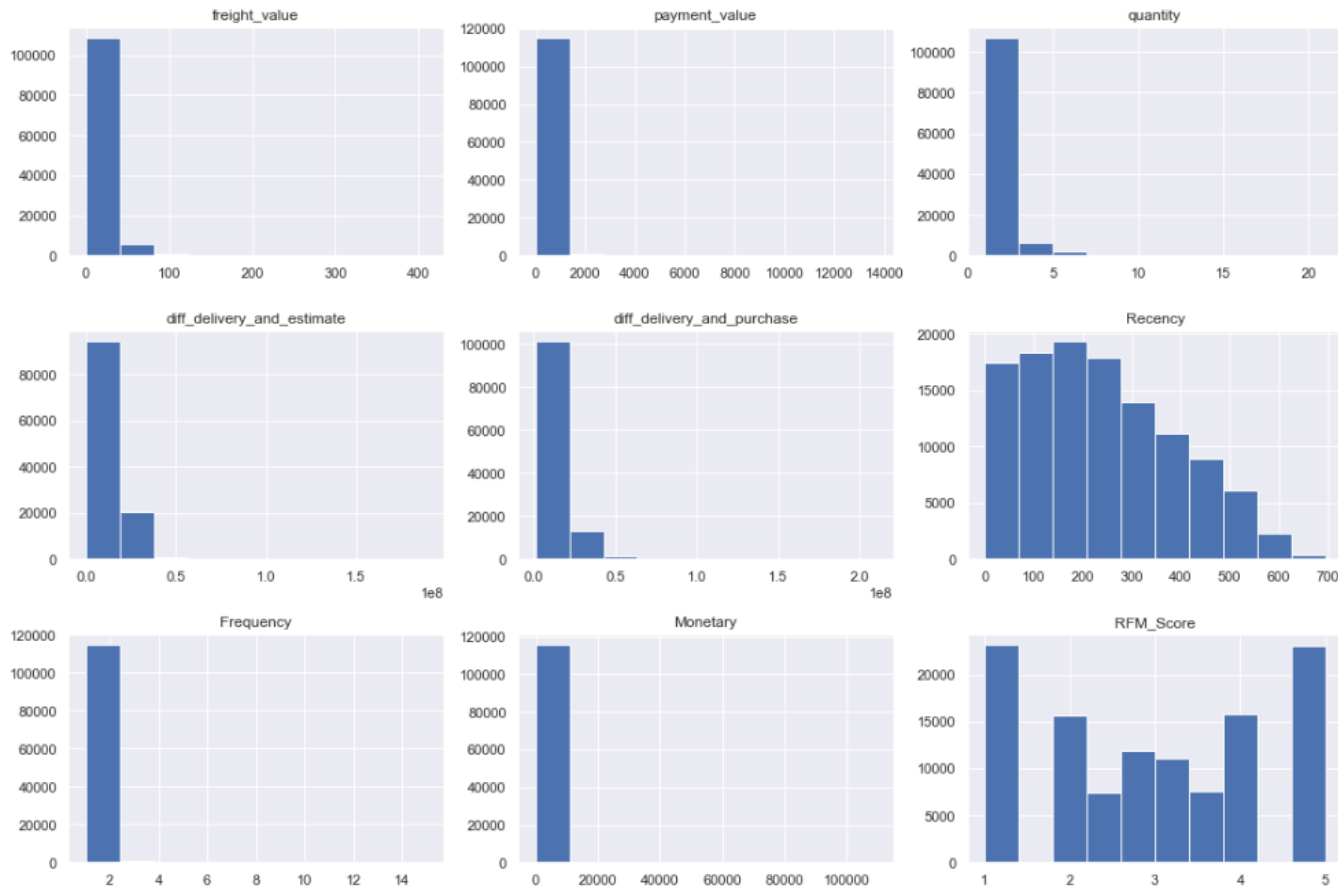 freight_value
100000
80000
60000
40000
20000
0
0 100 200 300 400
payment_value
120000
100000
80000
60000
40000
20000
0
0 2000 4000 6000 8000 10000 12000 14000
quantity
100000
80000
60000
40000
20000
0
0 5 10 15 20
diff_delivery_and_estimate
80000
60000
40000
20000
0
0.0 0.5 1.0 1.5
1e8
diff_delivery_and_purchase
100000
80000
60000
40000
20000
0
0.0 0.5 1.0 1.5 2.0
1e8
Recency
20000
15000
10000
5000
0
0 100 200 300 400 500 600 700
Frequency
120000
100000
80000
60000
40000
20000
0
2 4 6 8 10 12 14
Monetary
120000
100000
80000
60000
40000
20000
0
0 20000 40000 60000 80000 100000
RFM_Score
20000
15000
10000
5000
0
1 2 3 4 5